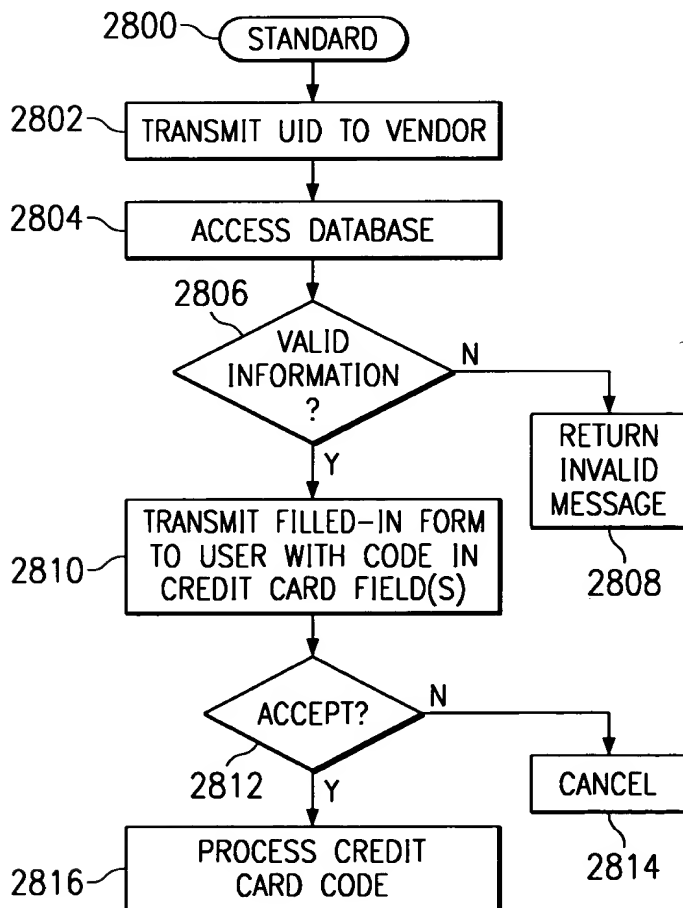 2800
STANDARD
2802
TRANSMIT UID TO VENDOR
2804
ACCESS DATABASE
2806
VALID
INFORMATION
?
N
Y
RETURN
INVALID
MESSAGE
2808
2810
TRANSMIT FILLED-IN FORM
TO USER WITH CODE IN
CREDIT CARD FIELD(S)
ACCEPT?
N
2812
Y
CANCEL
2814
2816
PROCESS CREDIT
CARD CODE